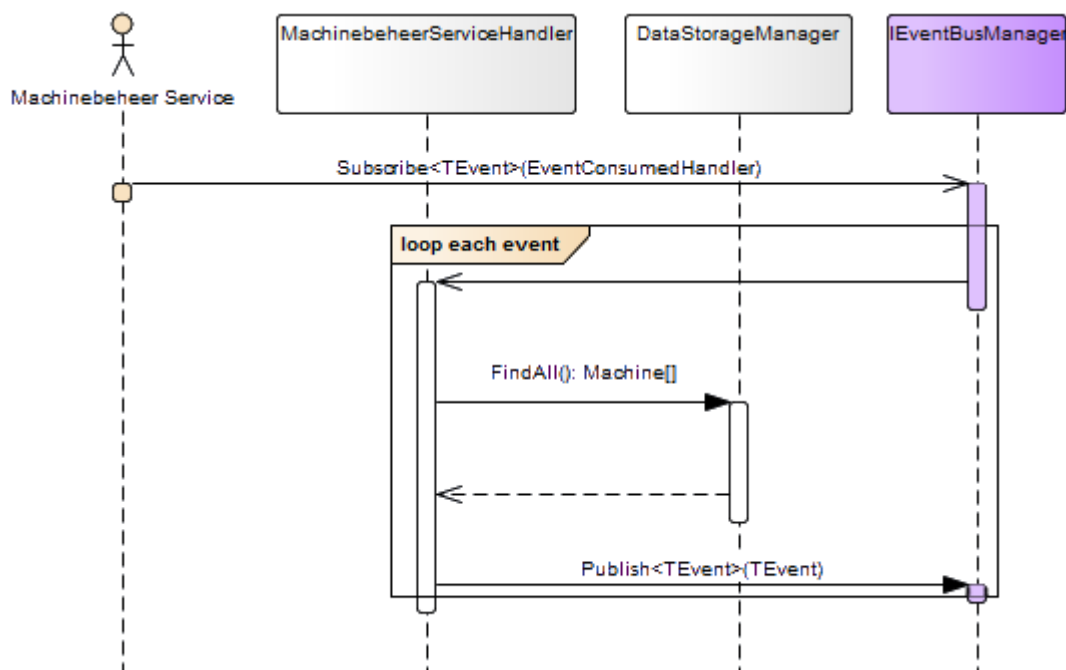 MachinebeheerServiceHandler
DataStorageManager
IEventBusManager
Machinebeheer Service
Subscribe<TEvent>(EventConsumedHandler)
loop each event
FindAll(): Machine[]
Publish<TEvent>(TEvent)